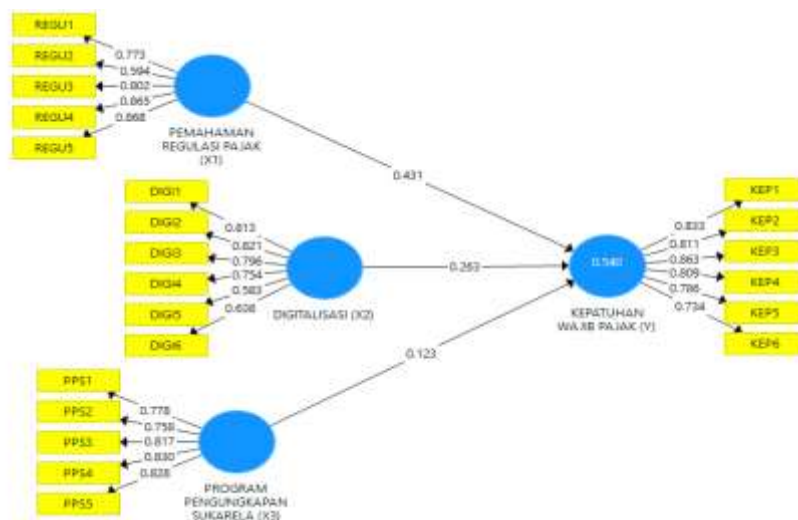 REGU1
REGU2
REGU3
REGU4
REGU5
0.773
0.594
0.802
0.865
0.868
PEMAHAMAN
REGULASI PAJAK
(X1)
0.431
DIGI1
DIGI2
DIGI3
DIGI4
DIGI5
DIGI6
0.813
0.821
0.796
0.754
0.583
0.638
DIGITALISASI (X2)
0.263
PPS1
PPS2
PPS3
PPS4
PPS5
0.778
0.758
0.817
0.830
0.828
PROGRAM
PENGUNGKAPAN
SUKARELA (X3)
0.123
0.540
KEPATUHAN
WAJIB PAJAK (Y)
0.833
0.811
0.863
0.809
0.786
0.734
KEP1
KEP2
KEP3
KEP4
KEP5
KEP6